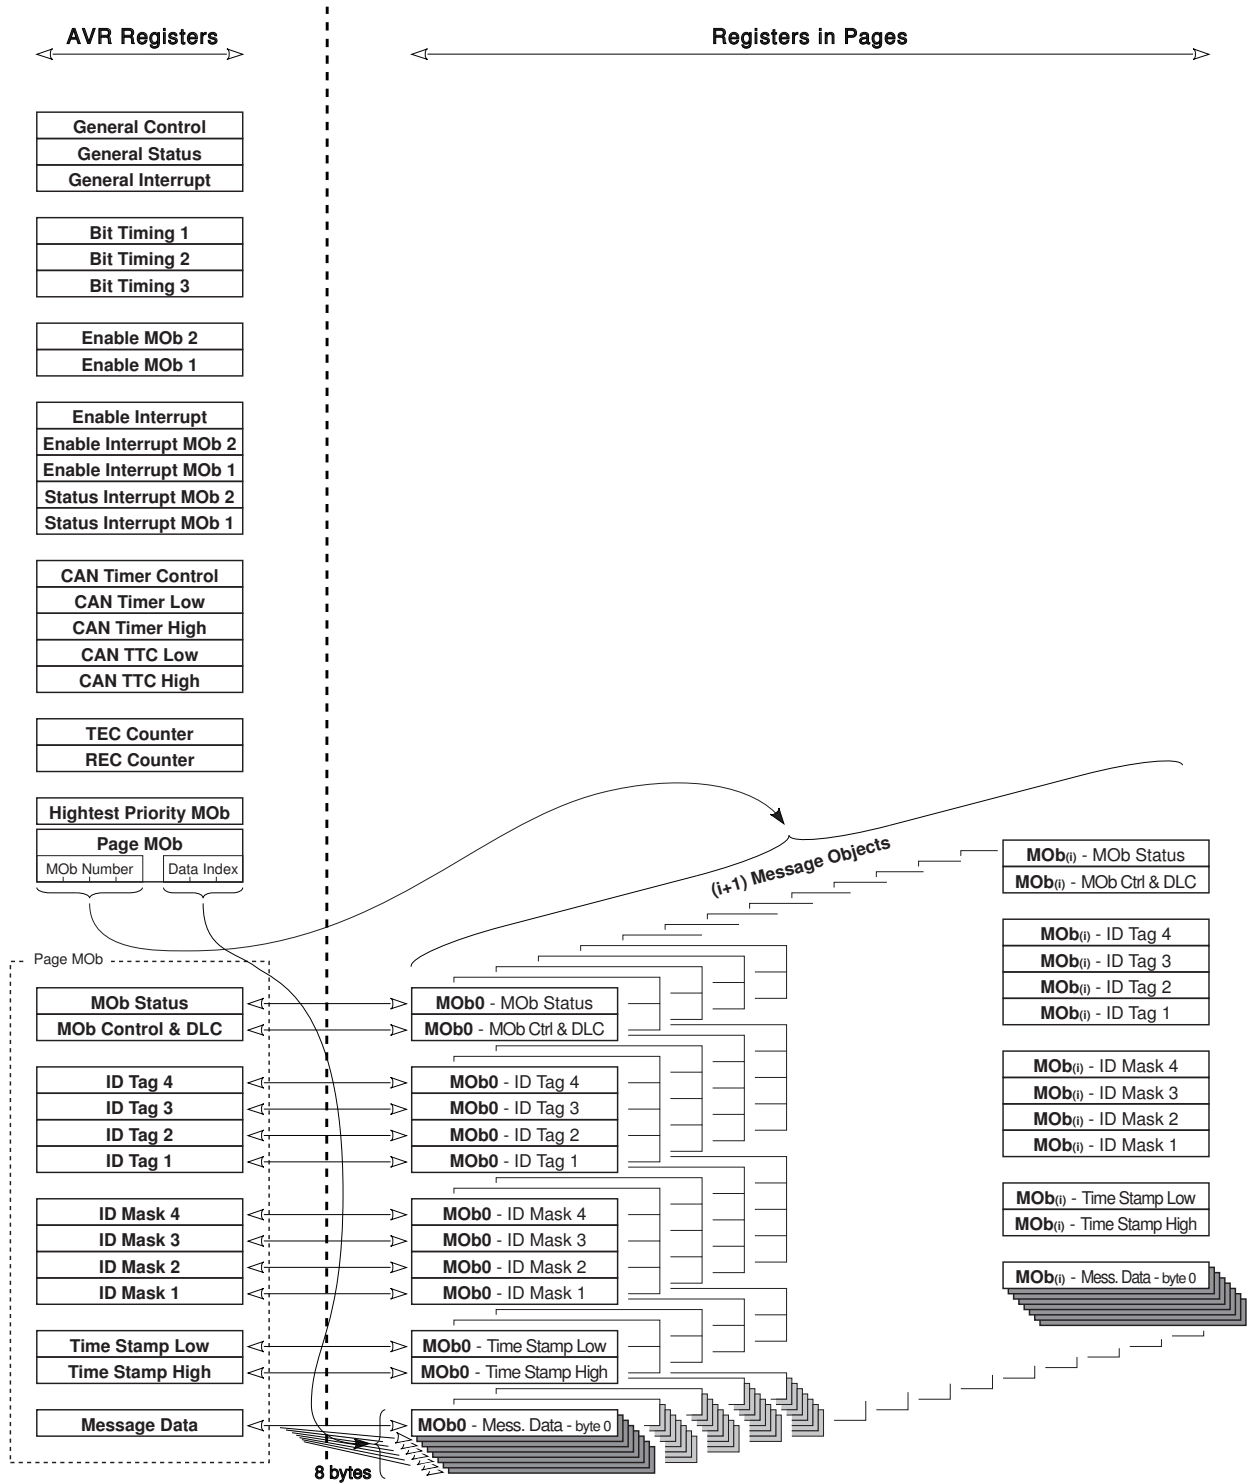 AVR Registers
Registers in Pages
General Control
General Status
General Interrupt
Bit Timing 1
Bit Timing 2
Bit Timing 3
Enable MOb 2
Enable MOb 1
Enable Interrupt
Enable Interrupt MOb 2
Enable Interrupt MOb 1
Status Interrupt MOb 2
Status Interrupt MOb 1
CAN Timer Control
CAN Timer Low
CAN Timer High
CAN TTC Low
CAN TTC High
TEC Counter
REC Counter
Hightest Priority MOb
Page MOb
MOb Number
Data Index
Page MOb
MOb Status
MOb Control & DLC
ID Tag 4
ID Tag 3
ID Tag 2
ID Tag 1
ID Mask 4
ID Mask 3
ID Mask 2
ID Mask 1
Time Stamp Low
Time Stamp High
Message Data
8 bytes
(i+1) Message Objects
MOb0 - MOb Status
MOb0 - MOb Ctrl & DLC
MOb0 - ID Tag 4
MOb0 - ID Tag 3
MOb0 - ID Tag 2
MOb0 - ID Tag 1
MOb0 - ID Mask 4
MOb0 - ID Mask 3
MOb0 - ID Mask 2
MOb0 - ID Mask 1
MOb0 - Time Stamp Low
MOb0 - Time Stamp High
MOb0 - Mess. Data - byte 0
MOb(i) - MOb Status
MOb(i) - MOb Ctrl & DLC
MOb(i) - ID Tag 4
MOb(i) - ID Tag 3
MOb(i) - ID Tag 2
MOb(i) - ID Tag 1
MOb(i) - ID Mask 4
MOb(i) - ID Mask 3
MOb(i) - ID Mask 2
MOb(i) - ID Mask 1
MOb(i) - Time Stamp Low
MOb(i) - Time Stamp High
MOb(i) - Mess. Data - byte 0